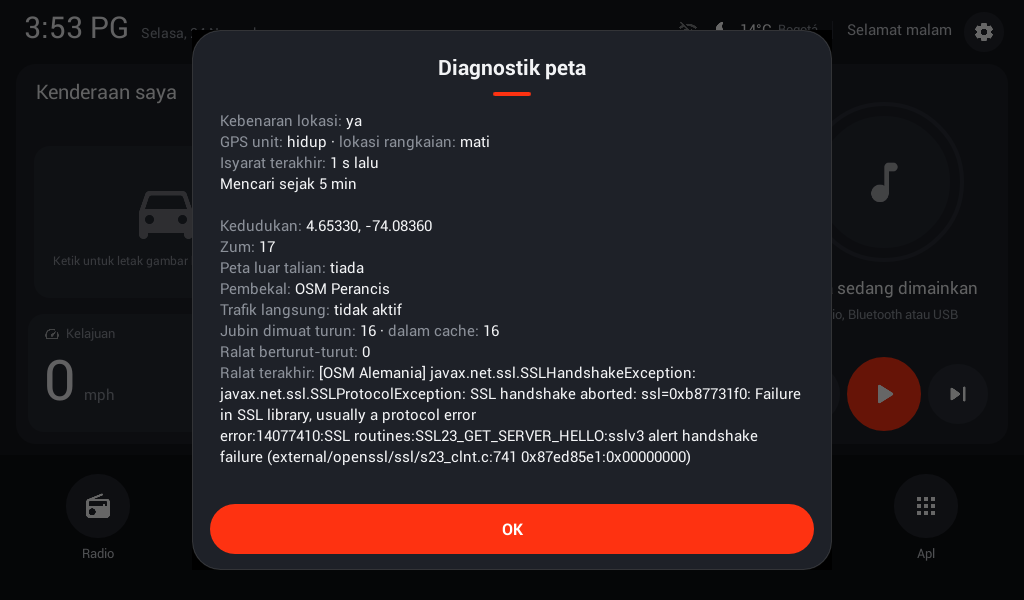 3:53 PG
Selasa,
14°C Bogotá
Selamat malam
Kenderaan saya
Ketik untuk letak gambar
Kelajuan
0 mph
Diagnostik peta
Kebenaran lokasi: ya
GPS unit: hidup · lokasi rangkaian: mati
Isyarat terakhir: 1 s lalu
Mencari sejak 5 min
Kedudukan: 4.65330, -74.08360
Zum: 17
Peta luar talian: tiada
Pembekal: OSM Perancis
Trafik langsung: tidak aktif
Jubin dimuat turun: 16 · dalam cache: 16
Ralat berturut-turut: 0
Ralat terakhir: [OSM Alemania] javax.net.ssl.SSLHandshakeException:
javax.net.ssl.SSLProtocolException: SSL handshake aborted: ssl=0xb87731f0: Failure
in SSL library, usually a protocol error
error:14077410:SSL routines:SSL23_GET_SERVER_HELLO:sslv3 alert handshake
failure (external/openssl/ssl/s23_clnt.c:741 0x87ed85e1:0x00000000)
OK
sedang dimainkan
Bluetooth atau USB
Radio
Apl